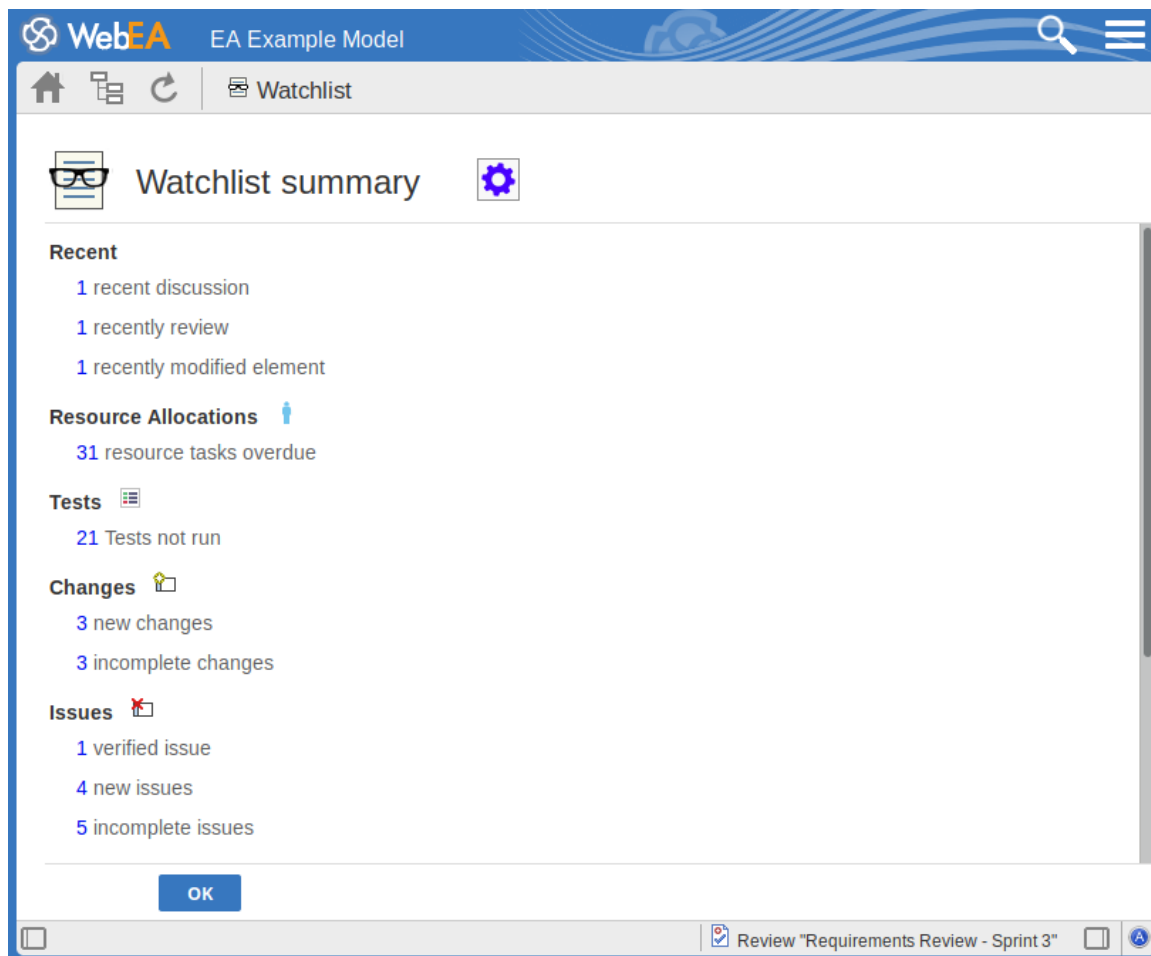 WebEA EA Example Model
Watchlist
Watchlist summary
Recent
1 recent discussion
1 recently review
1 recently modified element
Resource Allocations
31 resource tasks overdue
Tests
21 Tests not run
Changes
3 new changes
3 incomplete changes
Issues
1 verified issue
4 new issues
5 incomplete issues
OK
Review "Requirements Review - Sprint 3"
A